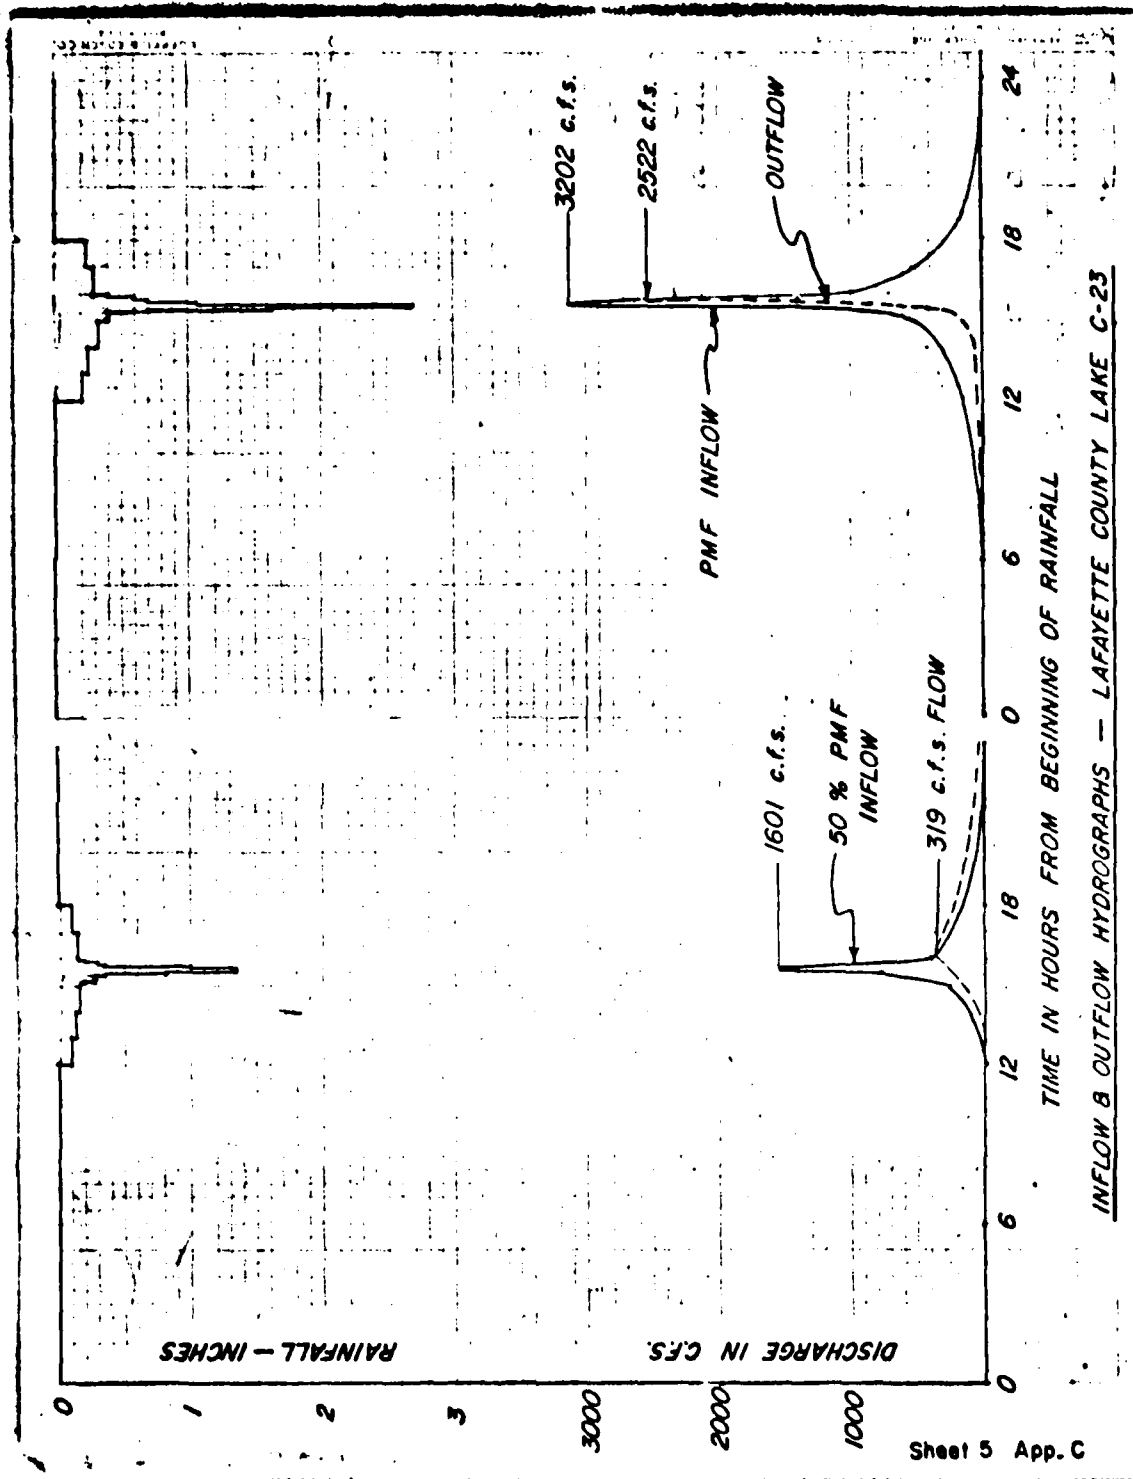 RAINFALL — INCHES
0
1
2
3
DISCHARGE IN C.F.S.
3000
2000
1000
1601 c.f.s.
50 % PMF
INFLOW
319 c.f.s. FLOW
3202 c.f.s.
2522 c.f.s.
OUTFLOW
PMF INFLOW
0
6
12
18
0
6
12
18
24
TIME IN HOURS FROM BEGINNING OF RAINFALL
INFLOW & OUTFLOW HYDROGRAPHS — LAFAYETTE COUNTY LAKE C-23
Sheet 5 App. C